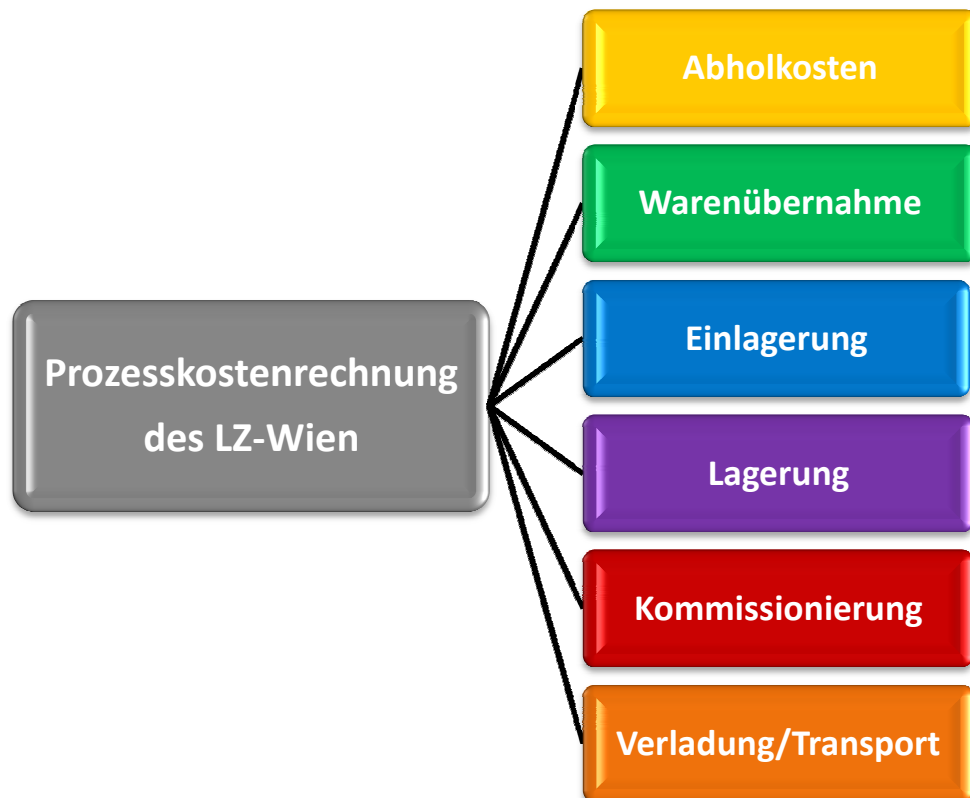 Abholkosten
Warenübernahme
Prozesskostenrechnung
des LZ-Wien
Einlagerung
Lagerung
Kommissionierung
Verladung/Transport